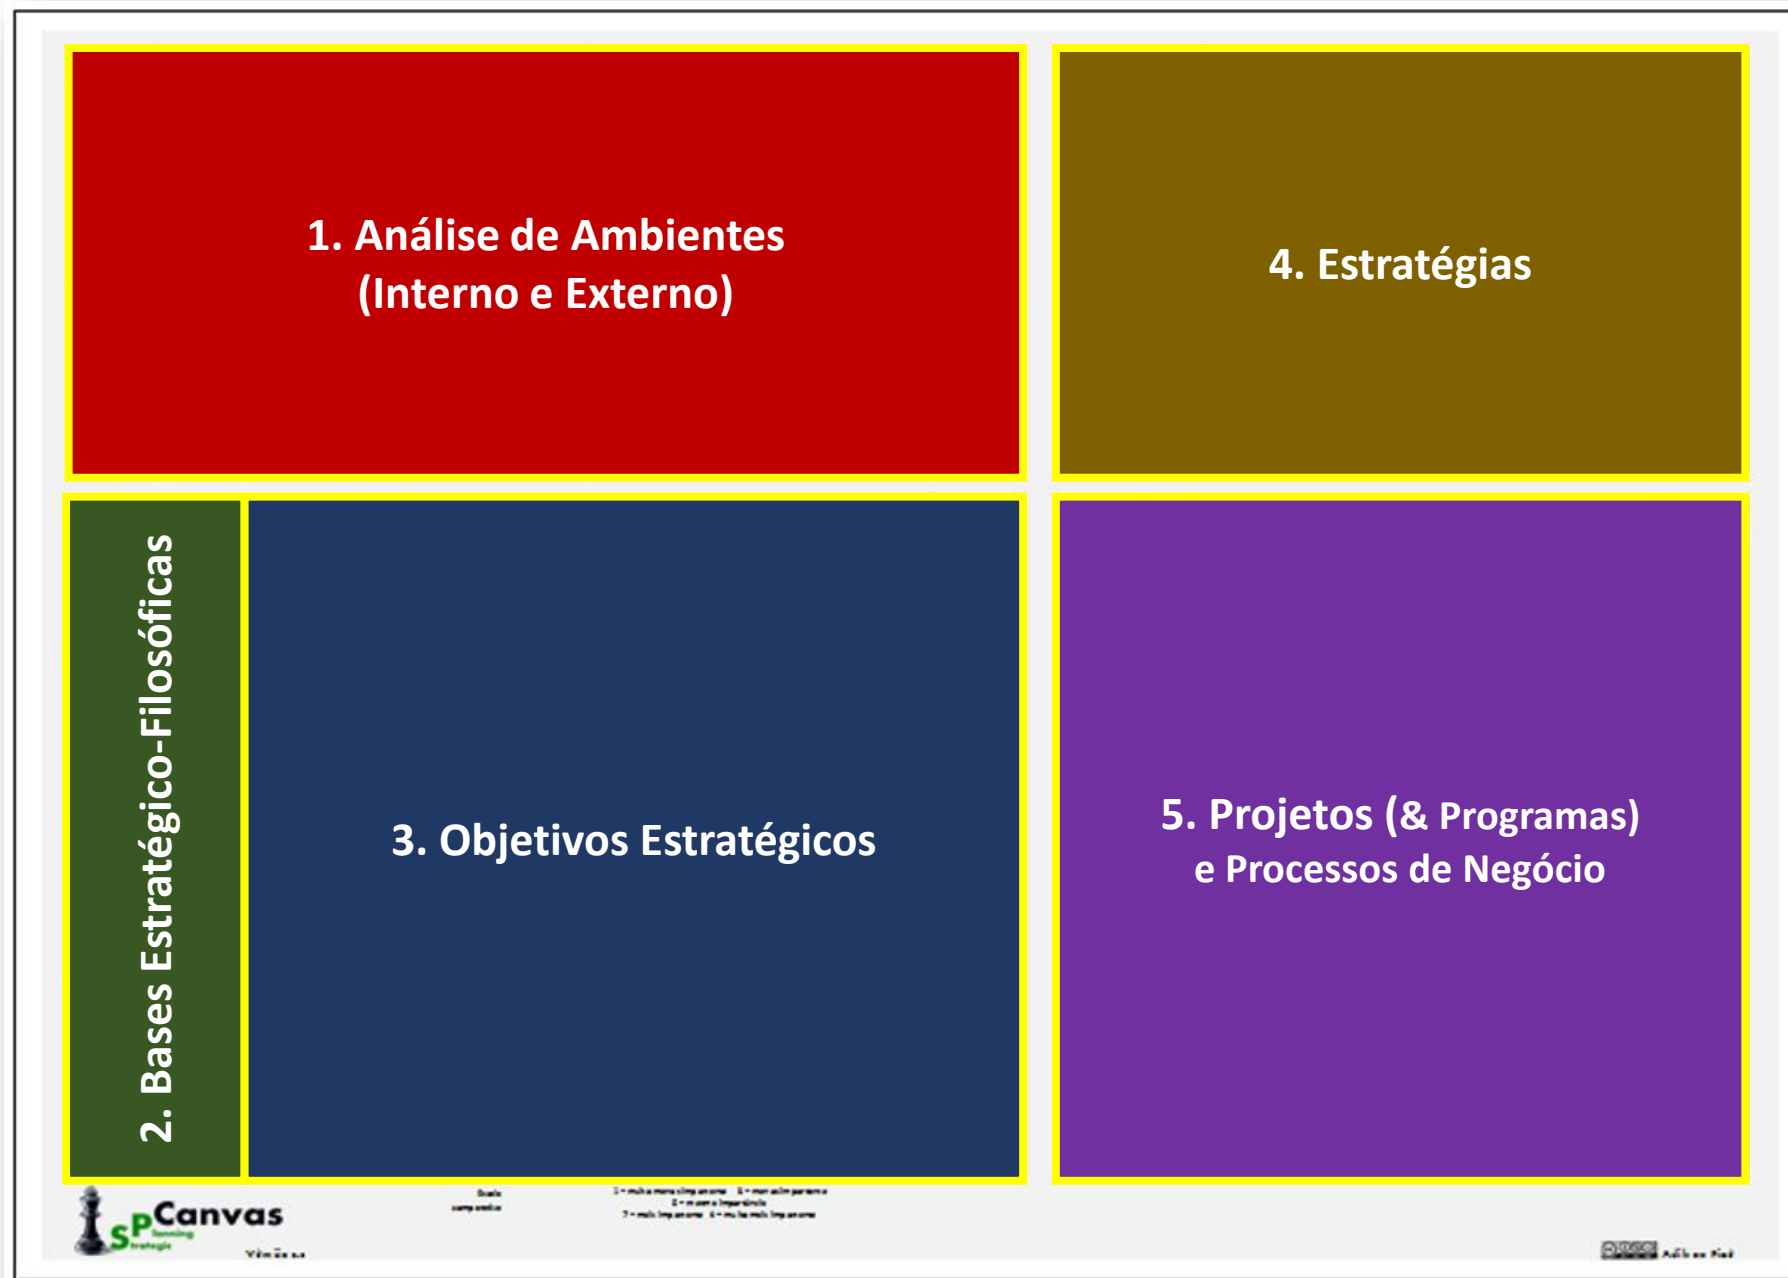 1. Análise de Ambientes
(Interno e Externo)
4. Estratégias
2. Bases Estratégico-Filosóficas
3. Objetivos Estratégicos
5. Projetos (& Programas)
e Processos de Negócio
SPCanvas